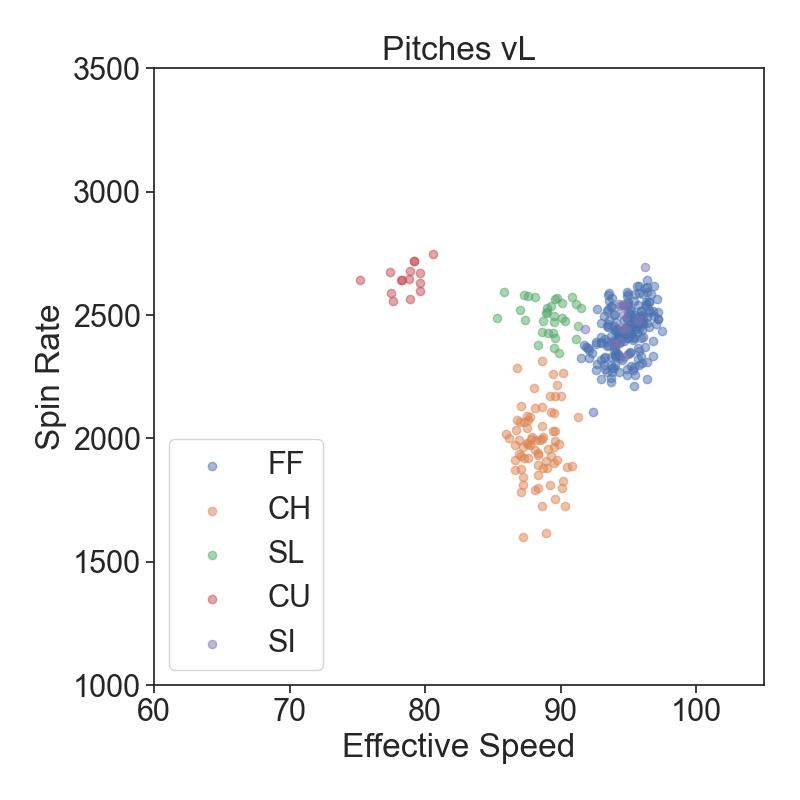 Pitches vL
3500
3000
2500
2000
1500
1000
Spin Rate
FF
CH
SL
CU
SI
60 70 80 90 100
Effective Speed